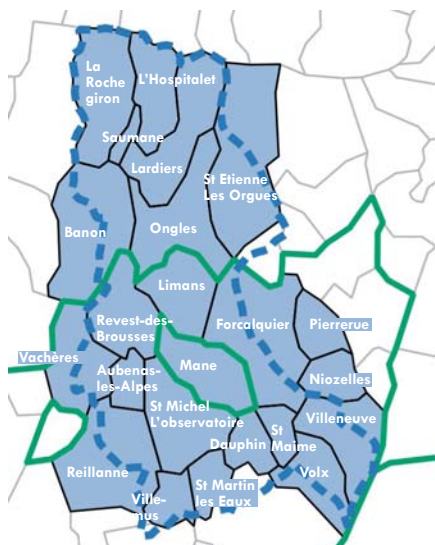 La
Roche
giron
L'Hospitalet
Saumane
Lardiers
St Etienne
Les Orgues
Banon
Ongles
Limans
Revest-des-
Brousses
Forcalquier
Pierrerue
Vachères
Aubenas-
les-Alpes
Mane
Niozelles
St Michel
L'observatoire
Villeneuve
Dauphin
St
Maime
Reillanne
Volx
Ville-
mus
St Martin
les Eaux